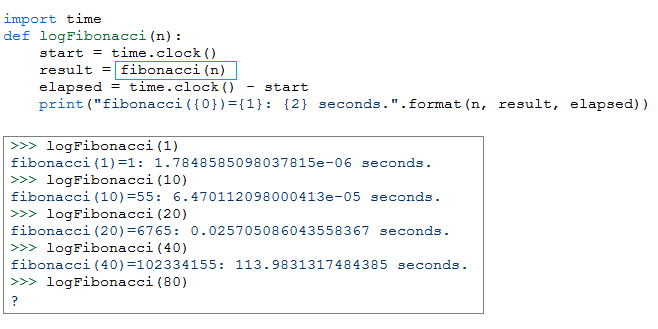 import time
def logFibonacci(n):
    start = time.clock()
    result = fibonacci(n)
    elapsed = time.clock() - start
    print("fibonacci({0})={1}: {2} seconds.".format(n, result, elapsed))
>>> logFibonacci(1)
fibonacci(1)=1: 1.7848585098037815e-06 seconds.
>>> logFibonacci(10)
fibonacci(10)=55: 6.470112098000413e-05 seconds.
>>> logFibonacci(20)
fibonacci(20)=6765: 0.025705086043558367 seconds.
>>> logFibonacci(40)
fibonacci(40)=102334155: 113.9831317484385 seconds.
>>> logFibonacci(80)
?